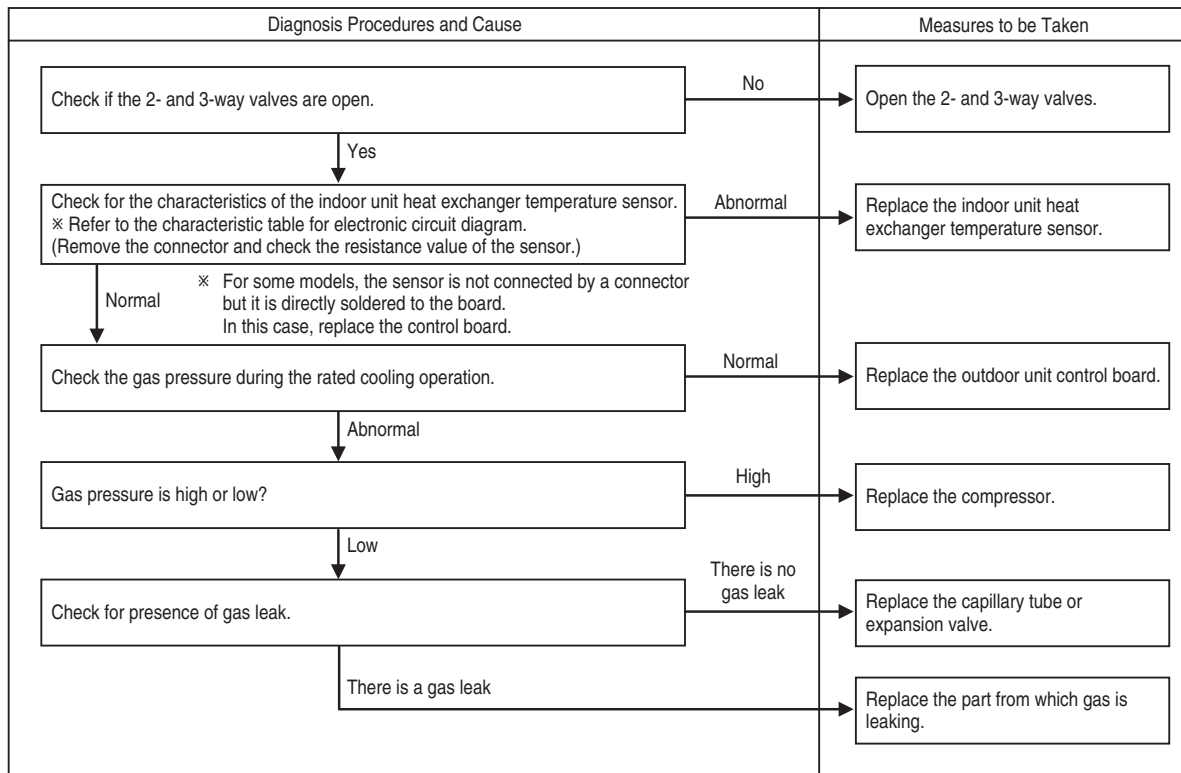 Diagnosis Procedures and Cause
Measures to be Taken
Check if the 2- and 3-way valves are open.
No
Open the 2- and 3-way valves.
Yes
Check for the characteristics of the indoor unit heat exchanger temperature sensor.
※ Refer to the characteristic table for electronic circuit diagram.
(Remove the connector and check the resistance value of the sensor.)
Abnormal
Replace the indoor unit heat
exchanger temperature sensor.
Normal
※ For some models, the sensor is not connected by a connector
but it is directly soldered to the board.
In this case, replace the control board.
Check the gas pressure during the rated cooling operation.
Normal
Replace the outdoor unit control board.
Abnormal
Gas pressure is high or low?
High
Replace the compressor.
Low
Check for presence of gas leak.
There is no
gas leak
Replace the capillary tube or
expansion valve.
There is a gas leak
Replace the part from which gas is
leaking.